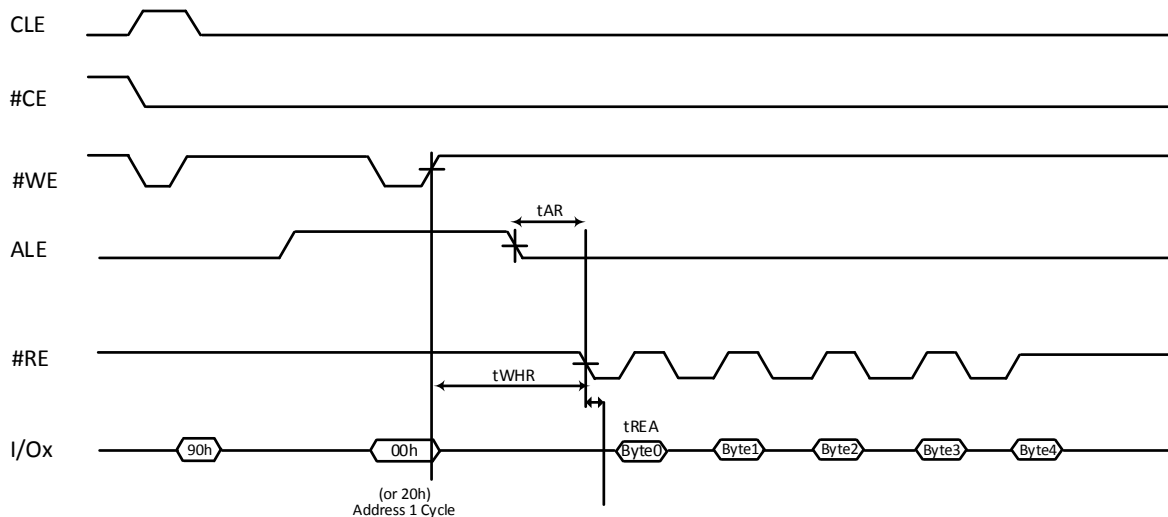 CLE
#CE
#WE
tAR
ALE
#RE
tWHR
tREA
I/Ox 90h 00h Byte0 Byte1 Byte2 Byte3 Byte4
(or 20h)
Address 1 Cycle